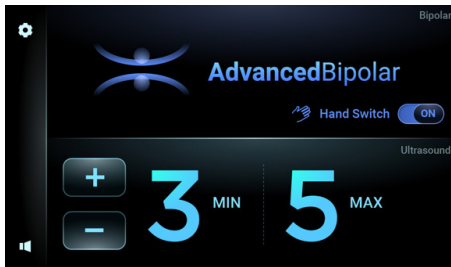 Bipolar
AdvancedBipolar
Hand Switch ON
Ultrasound
+ 3 MIN 5 MAX
-